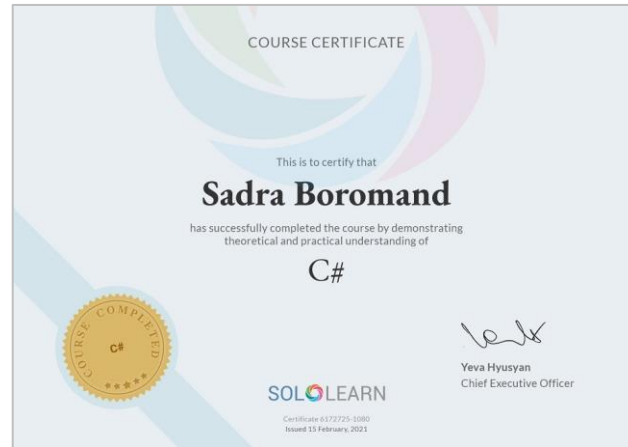 COURSE CERTIFICATE
This is to certify that
Sadra Boromand
has successfully completed the course by demonstrating
theoretical and practical understanding of
C#
COURSE COMPLETED
C#
Yeva Hyusyan
Chief Executive Officer
SOLOLEARN
Certificate 6172725-1080
Issued 15 February, 2021